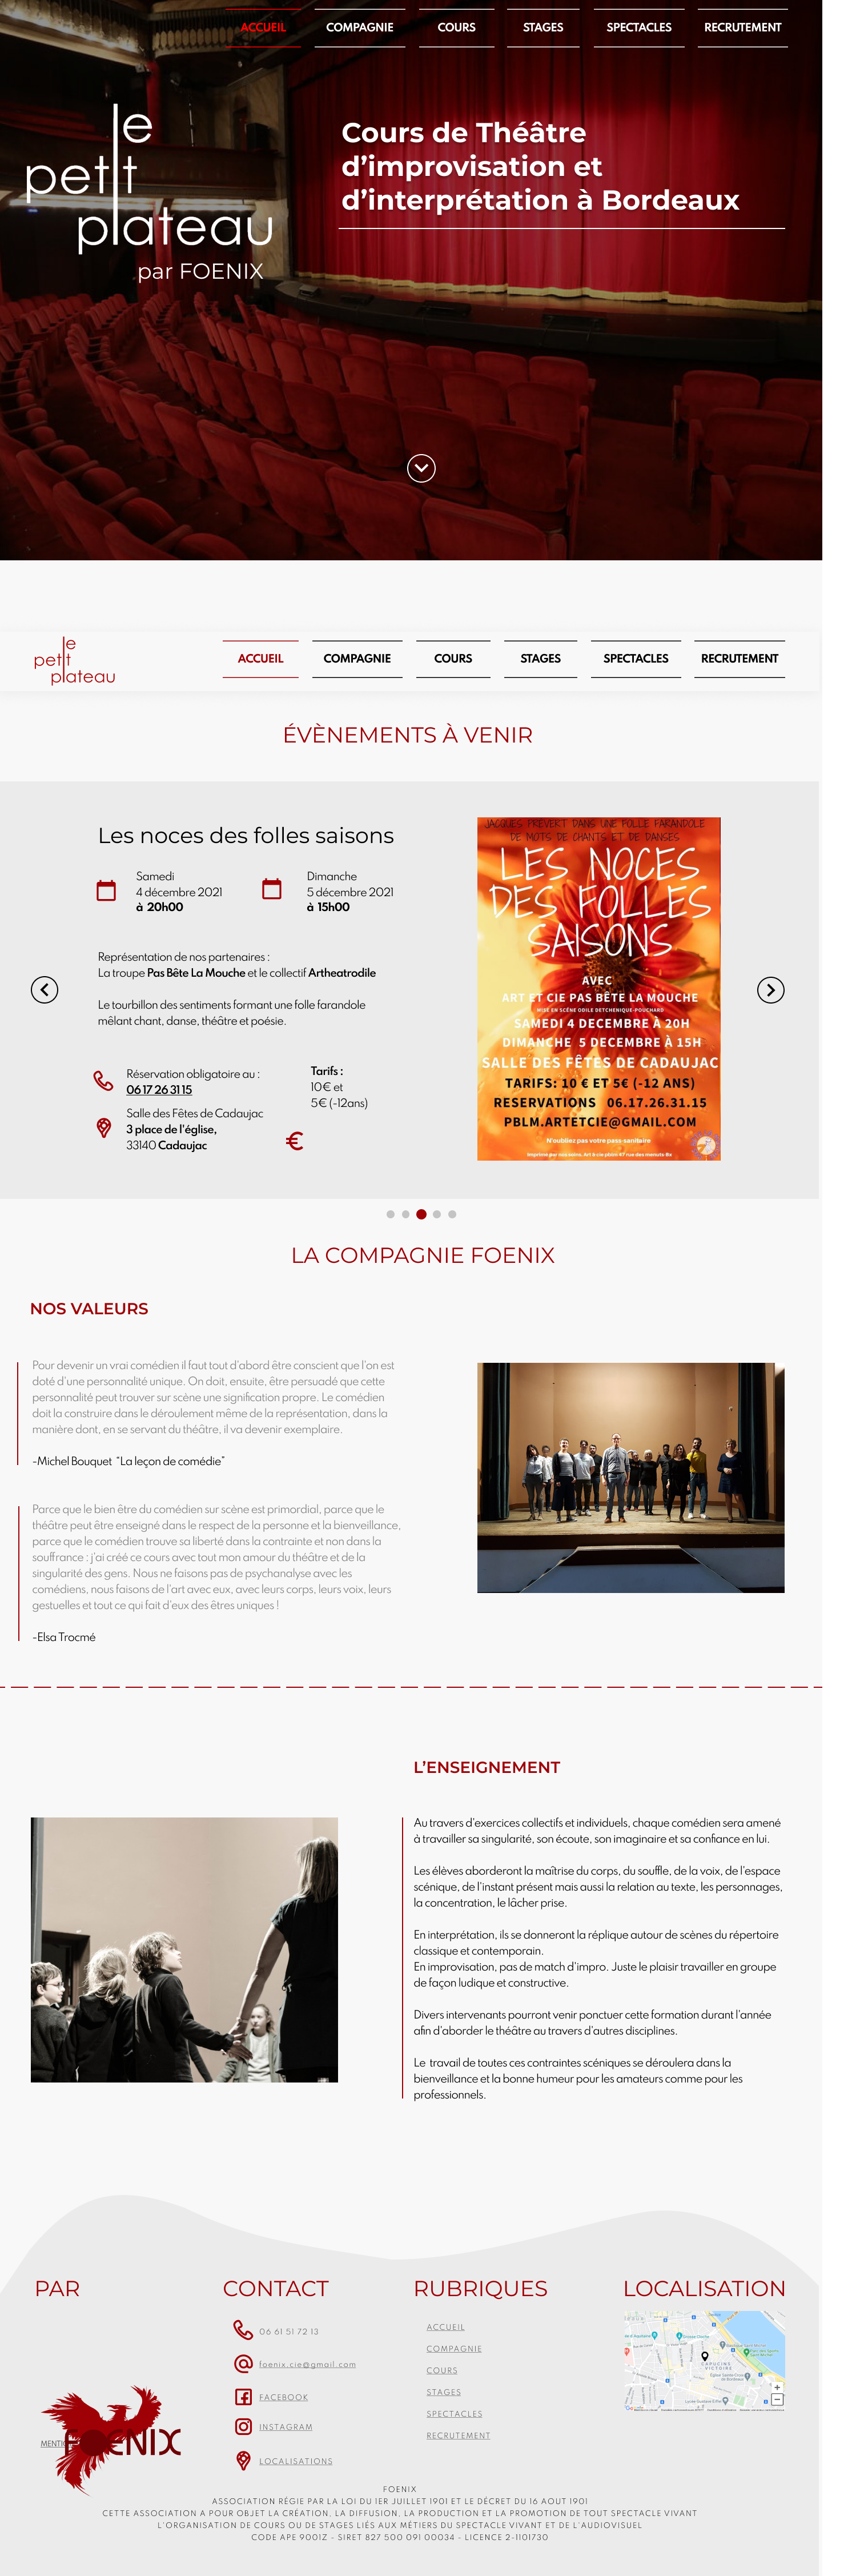 ACCUEIL COMPAGNIE COURS STAGES SPECTACLES RECRUTEMENT
le
petit
plateau
par FOENIX
Cours de Théâtre
d’improvisation et
d’interprétation à Bordeaux
le
petit
plateau
ACCUEIL COMPAGNIE COURS STAGES SPECTACLES RECRUTEMENT
ÉVÈNEMENTS À VENIR
Les noces des folles saisons
Samedi
4 décembre 2021
à 20h00
Dimanche
5 décembre 2021
à 15h00
Représentation de nos partenaires :
La troupe Pas Bête La Mouche et le collectif Artheatrodile
Le tourbillon des sentiments formant une folle farandole
mêlant chant, danse, théâtre et poésie.
Réservation obligatoire au :
06 17 26 31 15
Salle des Fêtes de Cadaujac
3 place de l'église,
33140 Cadaujac
Tarifs :
10€ et
5€ (-12ans)
€
JACQUES PREVERT DANS UNE FOLLE FARANDOLE
DE MOTS DE CHANTS ET DE DANSES
LES NOCES
DES FOLLES
SAISONS
AVEC
ART ET CIE PAS BÊTE LA MOUCHE
MISE EN SCÈNE ODILE DETCHENIQUE-POUCHARD
SAMEDI 4 DECEMBRE À 20H
DIMANCHE 5 DECEMBRE À 15H
SALLE DES FÊTES DE CADAUJAC
TARIFS: 10 € ET 5€ (-12 ANS)
RESERVATIONS 06.17.26.31.15
PBLM.ARTETCIE@GMAIL.COM
N'oubliez pas votre pass sanitaire
Imprimé par nos soins. Art & cie
LA COMPAGNIE FOENIX
NOS VALEURS
Pour devenir un vrai comédien il faut tout d'abord être conscient que l'on est
doté d'une personnalité unique. On doit, ensuite, être persuadé que cette
personnalité peut trouver sur scène une signification propre. Le comédien
doit la construire dans le déroulement même de la représentation, dans la
manière dont, en se servant du théâtre, il va devenir exemplaire.
-Michel Bouquet "La leçon de comédie"
Parce que le bien être du comédien sur scène est primordial, parce que le
théâtre peut être enseigné dans le respect de la personne et la bienveillance,
parce que le comédien trouve sa liberté dans la contrainte et non dans la
souffrance : j'ai créé ce cours avec tout mon amour du théâtre et de la
singularité des gens. Nous ne faisons pas de psychanalyse avec les
comédiens, nous faisons de l'art avec eux, avec leurs corps, leurs voix, leurs
gestuelles et tout ce qui fait d'eux des êtres uniques !
-Elsa Trocmé
L’ENSEIGNEMENT
Au travers d'exercices collectifs et individuels, chaque comédien sera amené
à travailler sa singularité, son écoute, son imaginaire et sa confiance en lui.
Les élèves aborderont la maîtrise du corps, du souffle, de la voix, de l'espace
scénique, de l'instant présent mais aussi la relation au texte, les personnages,
la concentration, le lâcher prise.
En interprétation, ils se donneront la réplique autour de scènes du répertoire
classique et contemporain.
En improvisation, pas de match d'impro. Juste le plaisir travailler en groupe
de façon ludique et constructive.
Divers intervenants pourront venir ponctuer cette formation durant l'année
afin d'aborder le théâtre au travers d'autres disciplines.
Le travail de toutes ces contraintes scéniques se déroulera dans la
bienveillance et la bonne humeur pour les amateurs comme pour les
professionnels.
PAR
FOENIX
CONTACT
06 61 51 72 13
foenix.cie@gmail.com
FACEBOOK
INSTAGRAM
LOCALISATIONS
RUBRIQUES
ACCUEIL
COMPAGNIE
COURS
STAGES
SPECTACLES
RECRUTEMENT
LOCALISATION
CAPUCINS
VICTOIRE
FOENIX
ASSOCIATION RÉGIE PAR LA LOI DU 1ER JUILLET 1901 ET LE DÉCRET DU 16 AOUT 1901
CETTE ASSOCIATION A POUR OBJET LA CRÉATION, LA DIFFUSION, LA PRODUCTION ET LA PROMOTION DE TOUT SPECTACLE VIVANT
L'ORGANISATION DE COURS OU DE STAGES LIÉS AUX MÉTIERS DU SPECTACLE VIVANT ET DE L'AUDIOVISUEL
CODE APE 9001Z - SIRET 827 500 091 00034 - LICENCE 2-1101730